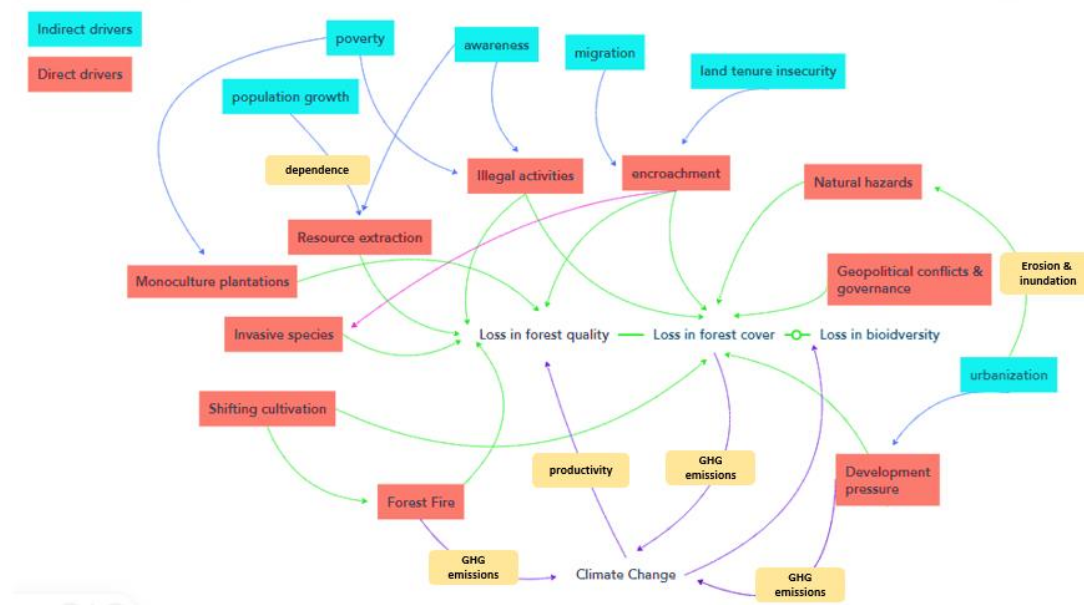 Indirect drivers
Direct drivers
poverty
awareness
migration
land tenure insecurity
population growth
dependence
Illegal activities
encroachment
Natural hazards
Resource extraction
Monoculture plantations
Geopolitical conflicts &
governance
Erosion &
inundation
Invasive species
Loss in forest quality
Loss in forest cover
Loss in bioidversity
urbanization
Shifting cultivation
productivity
GHG
emissions
Development
pressure
Forest Fire
GHG
emissions
Climate Change
GHG
emissions